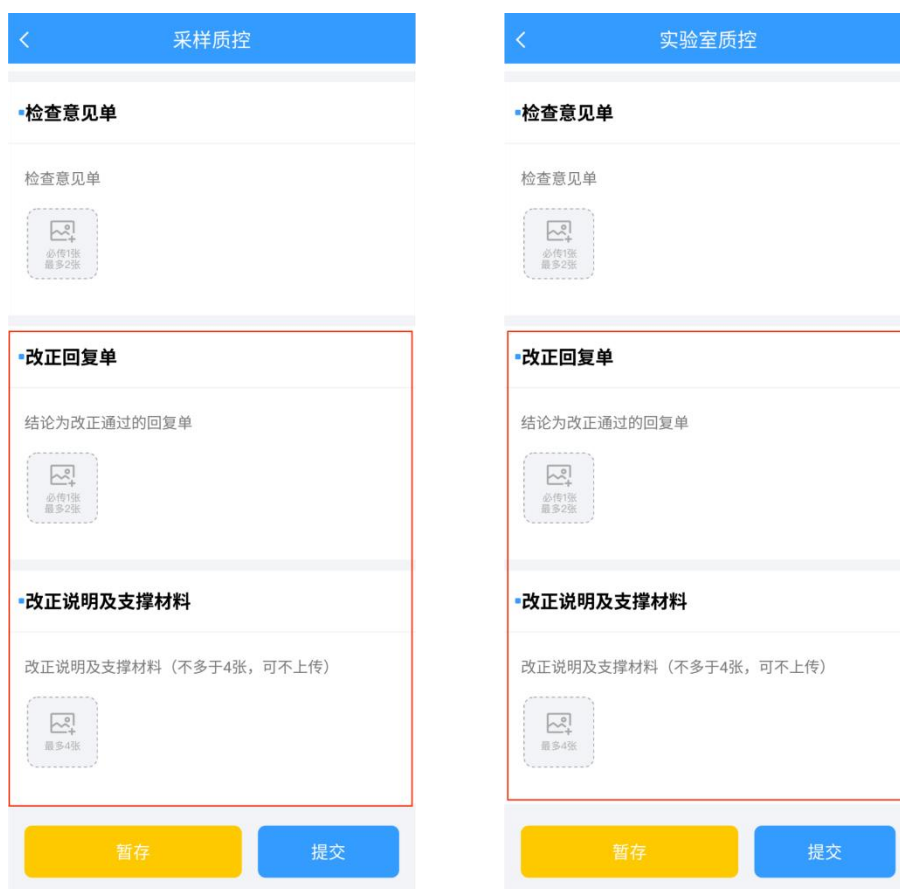 采样质控
检查意见单
检查意见单
必传1张
最多2张
改正回复单
结论为改正通过的回复单
必传1张
最多2张
改正说明及支撑材料
改正说明及支撑材料（不多于4张，可不上传）
最多4张
暂存
提交
实验室质控
检查意见单
检查意见单
必传1张
最多2张
改正回复单
结论为改正通过的回复单
必传1张
最多2张
改正说明及支撑材料
改正说明及支撑材料（不多于4张，可不上传）
最多4张
暂存
提交